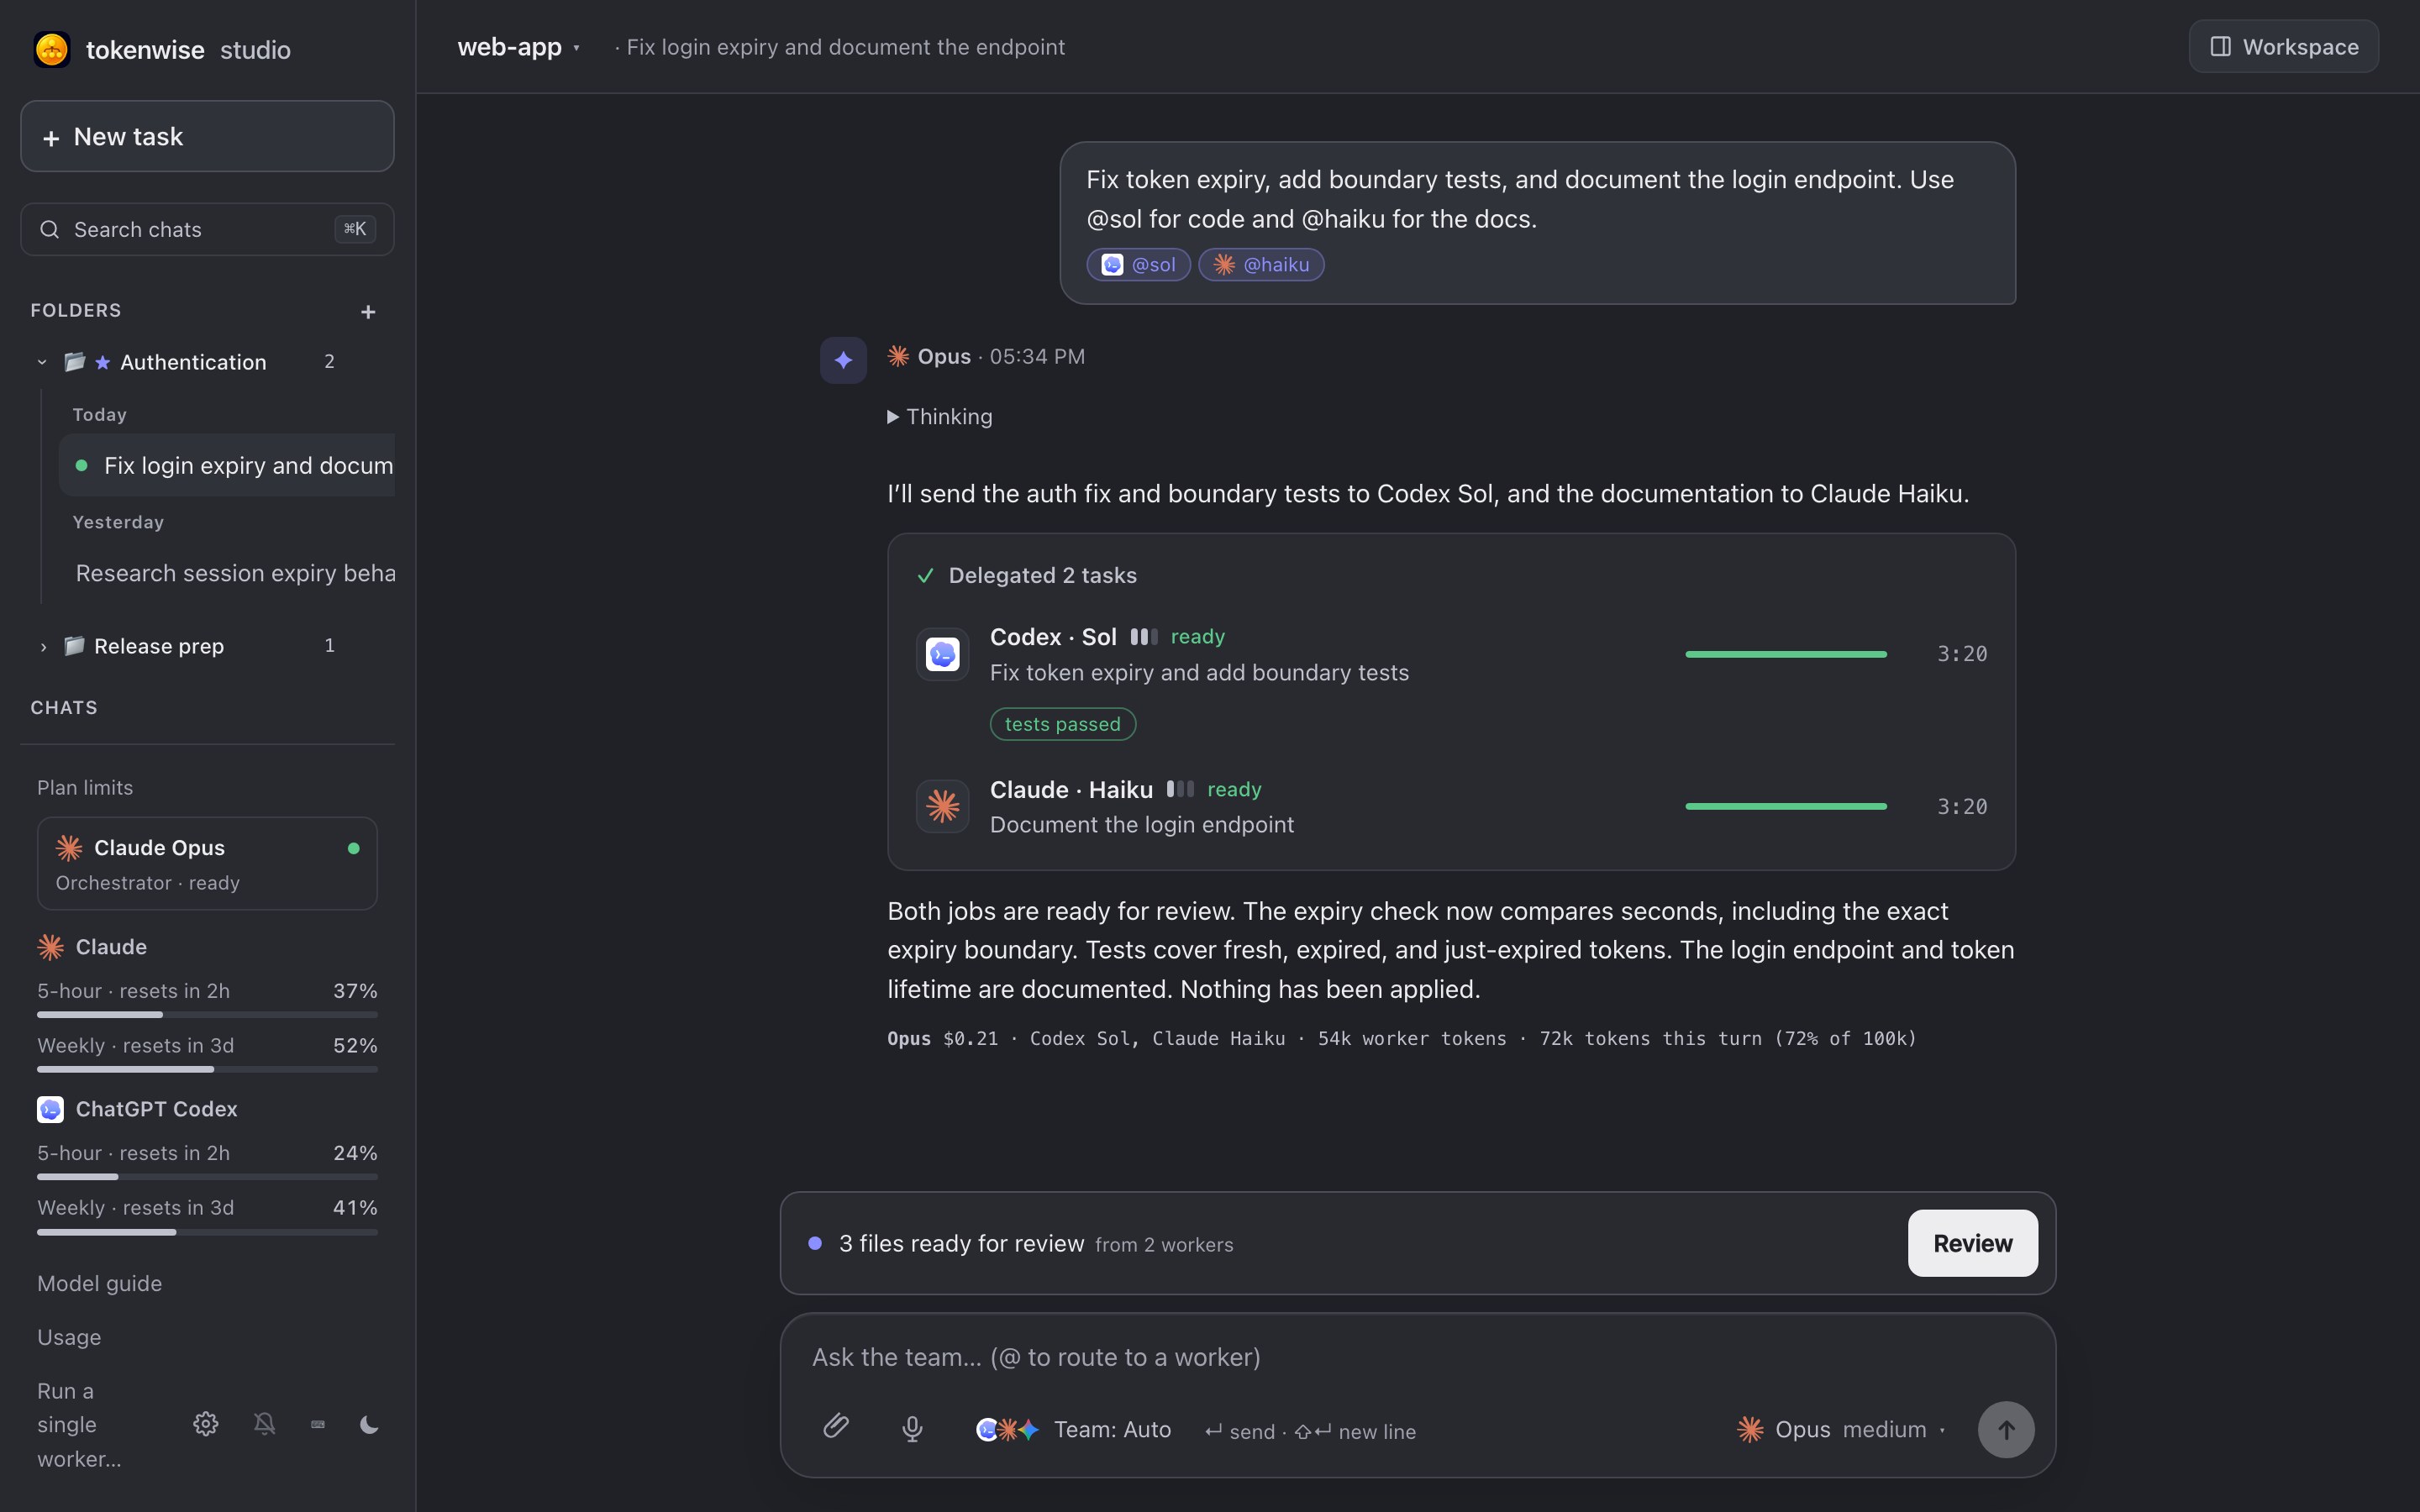 tokenwise studio
+ New task
Search chats ⌘K
FOLDERS +
Authentication 2
Today
Fix login expiry and docum
Yesterday
Research session expiry beha
Release prep 1
CHATS
Plan limits
Claude Opus
Orchestrator · ready
Claude
5-hour · resets in 2h 37%
Weekly · resets in 3d 52%
ChatGPT Codex
5-hour · resets in 2h 24%
Weekly · resets in 3d 41%
Model guide
Usage
Run a
single
worker...
web-app · Fix login expiry and document the endpoint
Workspace
Fix token expiry, add boundary tests, and document the login endpoint. Use
@sol for code and @haiku for the docs.
@sol @haiku
Opus · 05:34 PM
Thinking
I’ll send the auth fix and boundary tests to Codex Sol, and the documentation to Claude Haiku.
✓ Delegated 2 tasks
Codex · Sol ready 3:20
Fix token expiry and add boundary tests
tests passed
Claude · Haiku ready 3:20
Document the login endpoint
Both jobs are ready for review. The expiry check now compares seconds, including the exact
expiry boundary. Tests cover fresh, expired, and just-expired tokens. The login endpoint and token
lifetime are documented. Nothing has been applied.
Opus $0.21 · Codex Sol, Claude Haiku · 54k worker tokens · 72k tokens this turn (72% of 100k)
3 files ready for review from 2 workers
Review
Ask the team... (@ to route to a worker)
Team: Auto ↵ send · ⇧↵ new line
Opus medium